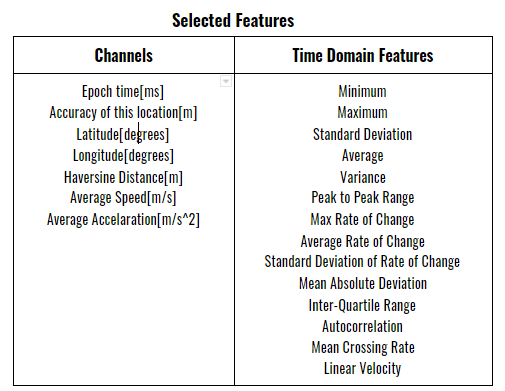 Selected Features
Channels
Time Domain Features
Epoch time[ms]
Accuracy of this location[m]
Latitude[degrees]
Longitude[degrees]
Haversine Distance[m]
Average Speed[m/s]
Average Accelaration[m/s^2]
Minimum
Maximum
Standard Deviation
Average
Variance
Peak to Peak Range
Max Rate of Change
Average Rate of Change
Standard Deviation of Rate of Change
Mean Absolute Deviation
Inter-Quartile Range
Autocorrelation
Mean Crossing Rate
Linear Velocity